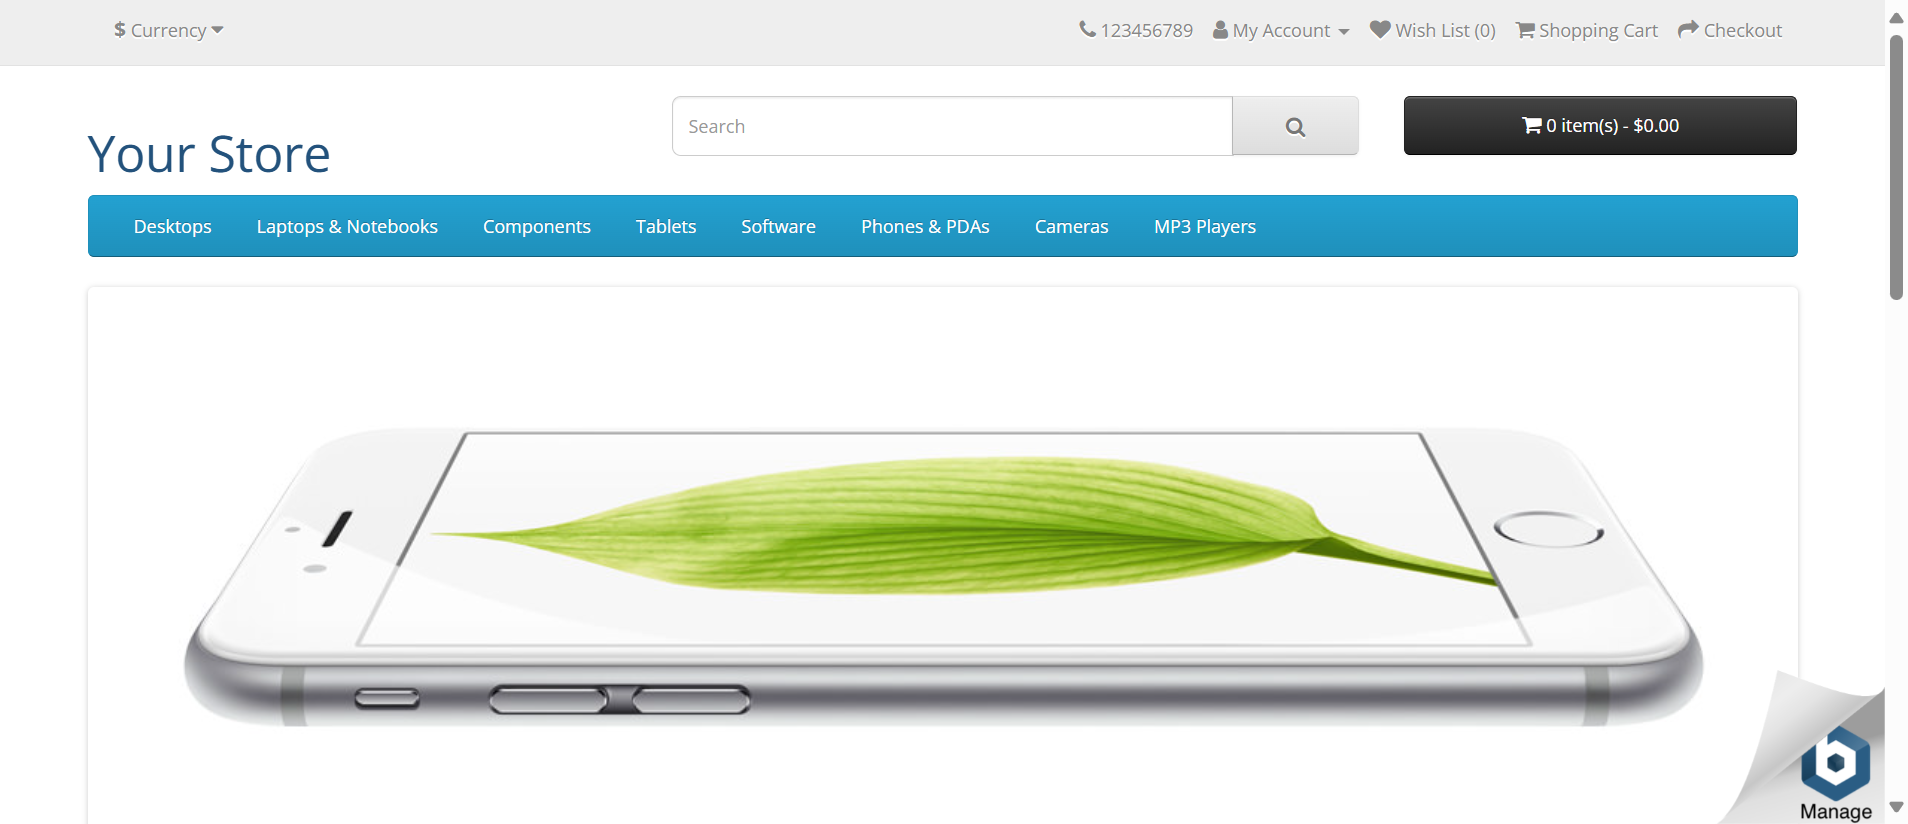 $ Currency
123456789 My Account Wish List (0) Shopping Cart Checkout
Your Store
Search
0 item(s) - $0.00
Desktops Laptops & Notebooks Components Tablets Software Phones & PDAs Cameras MP3 Players
b
Manage